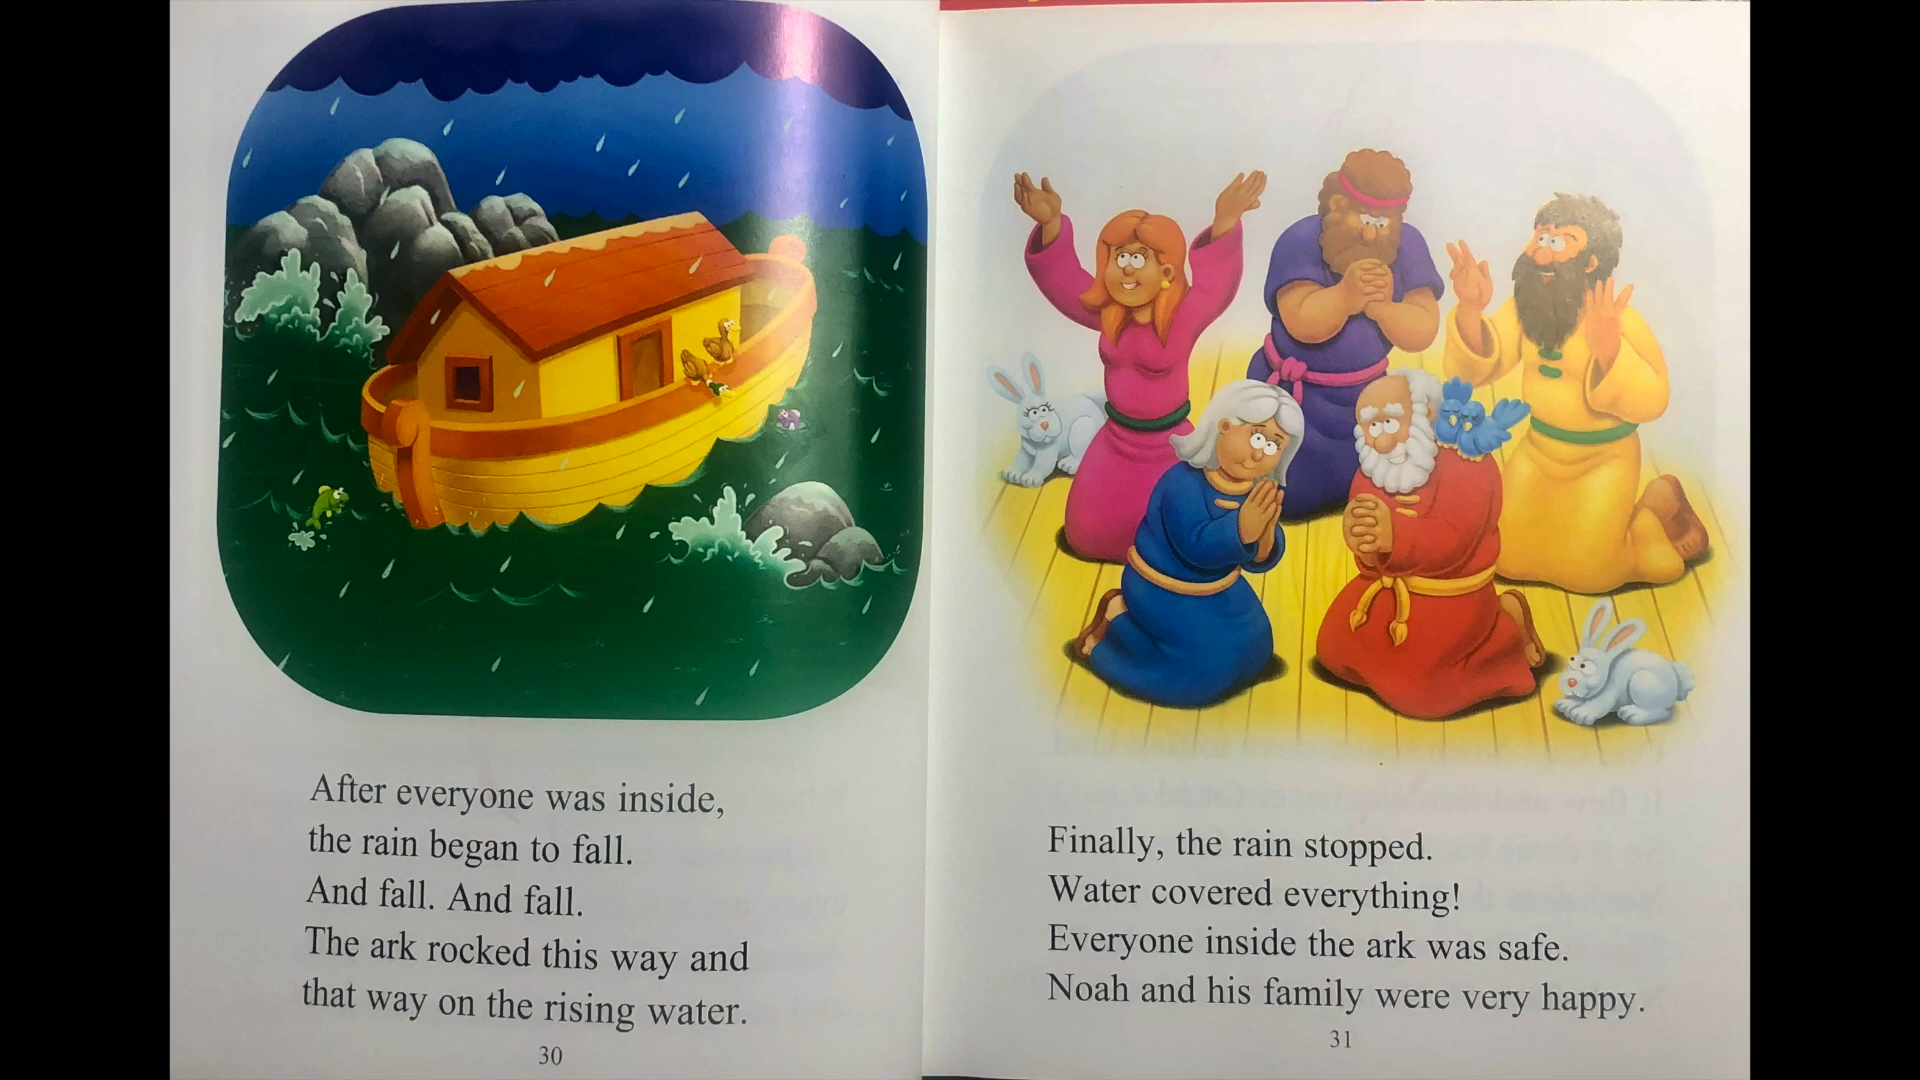 After everyone was inside,
the rain began to fall.
And fall. And fall.
The ark rocked this way and
that way on the rising water.
30
Finally, the rain stopped.
Water covered everything!
Everyone inside the ark was safe.
Noah and his family were very happy.
31